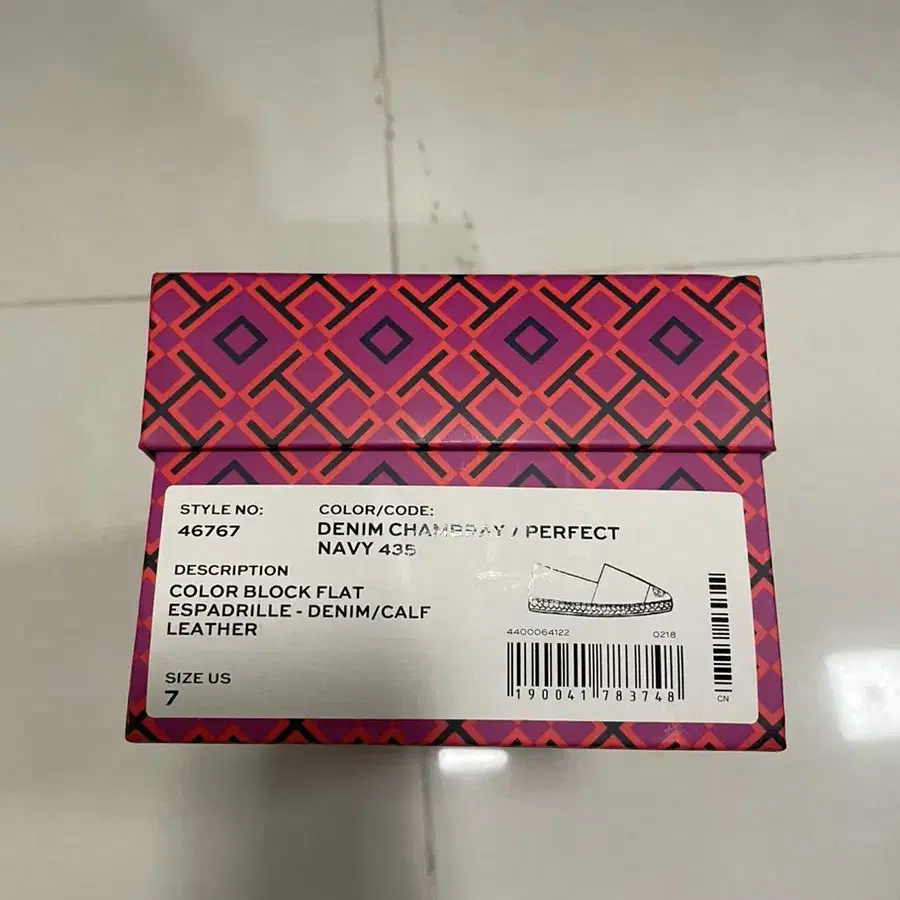 STYLE NO:
46767
COLOR/CODE:
DENIM CHAMBRAY / PERFECT
NAVY 435
DESCRIPTION
COLOR BLOCK FLAT
ESPADRILLE - DENIM/CALF
LEATHER
SIZE US
7
4400064122 0218
190041 783748
CN